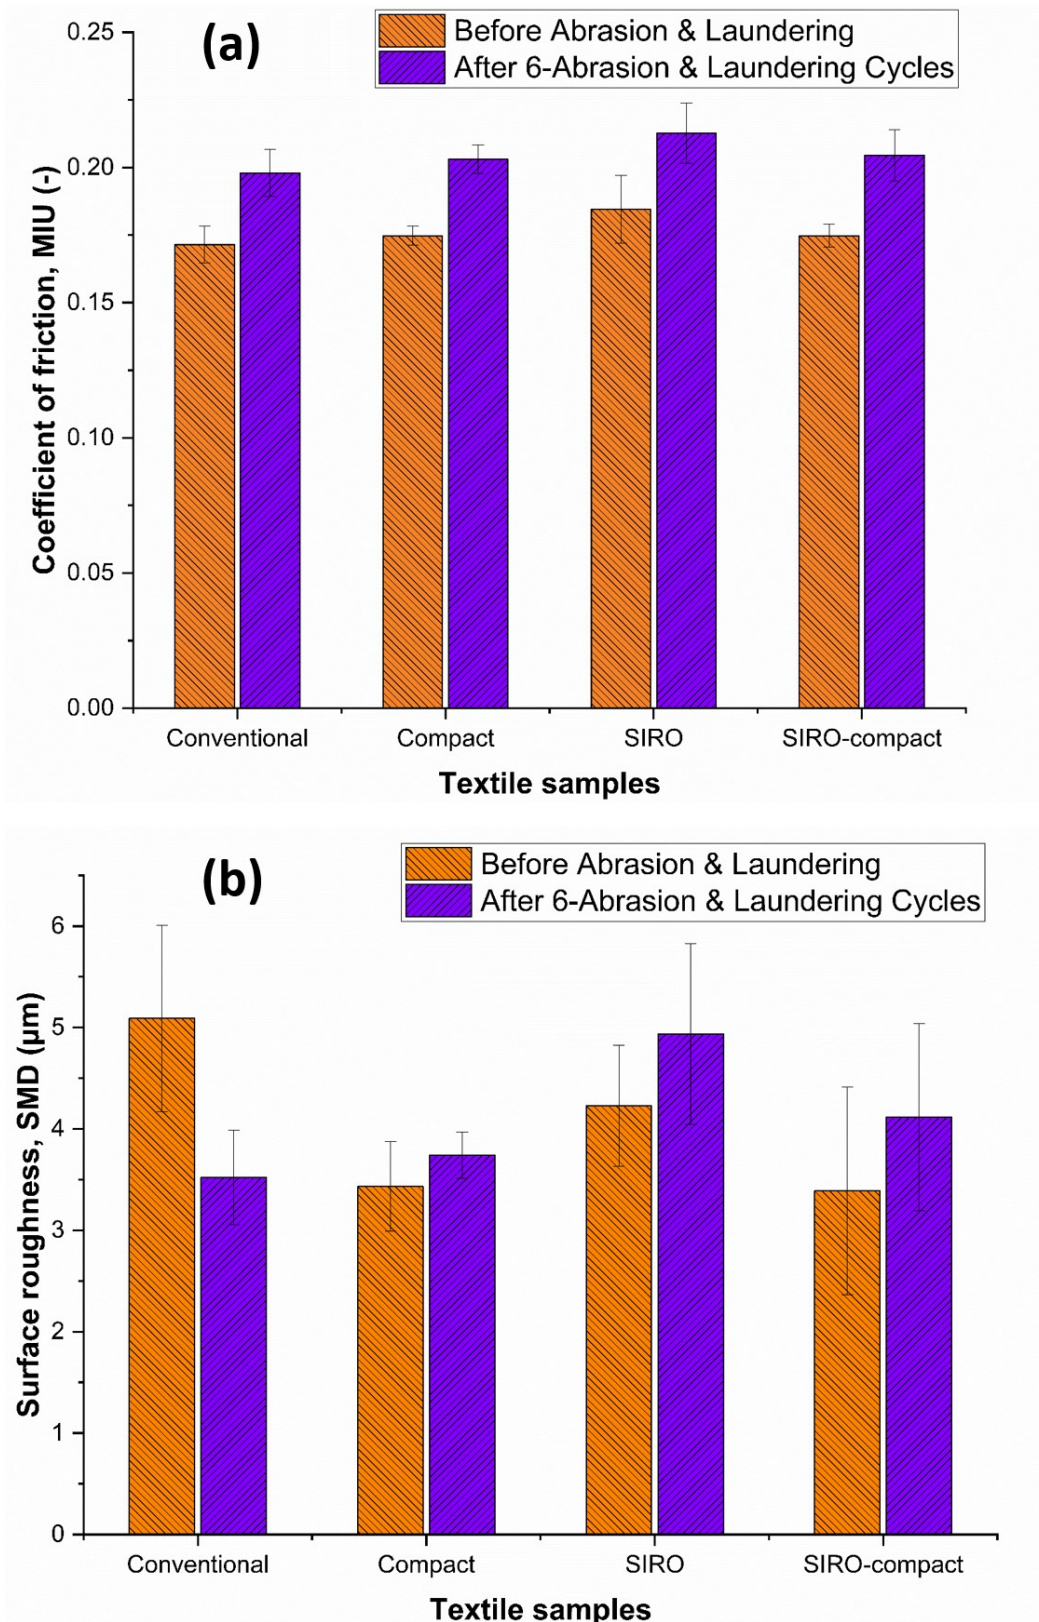 (a)
Before Abrasion & Laundering
After 6-Abrasion & Laundering Cycles
Coefficient of friction, MIU (-)
0.25
0.20
0.15
0.10
0.05
0.00
Conventional Compact SIRO SIRO-compact
Textile samples
(b)
Before Abrasion & Laundering
After 6-Abrasion & Laundering Cycles
Surface roughness, SMD (μm)
6
5
4
3
2
1
0
Conventional Compact SIRO SIRO-compact
Textile samples